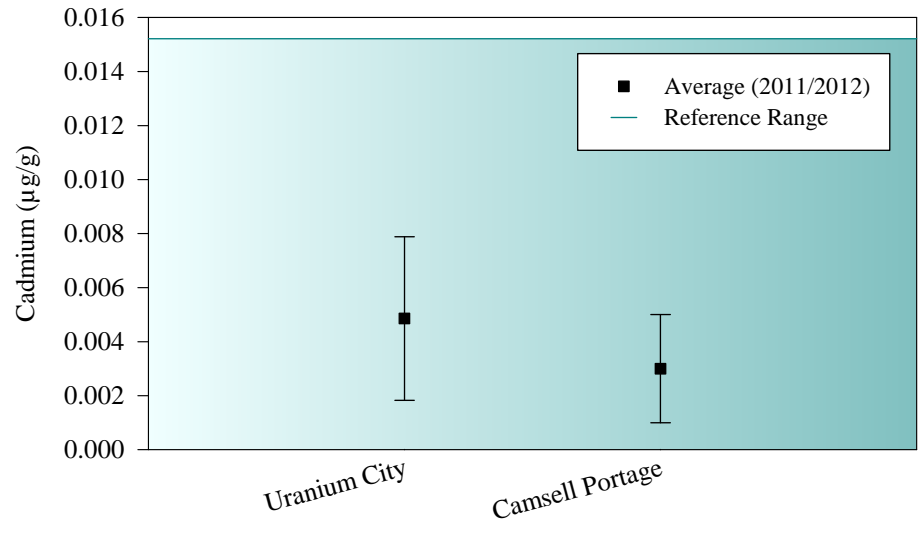 0.016
0.014
0.012
0.010
0.008
0.006
0.004
0.002
0.000
Cadmium (µg/g)
Average (2011/2012)
Reference Range
Uranium City
Camsell Portage